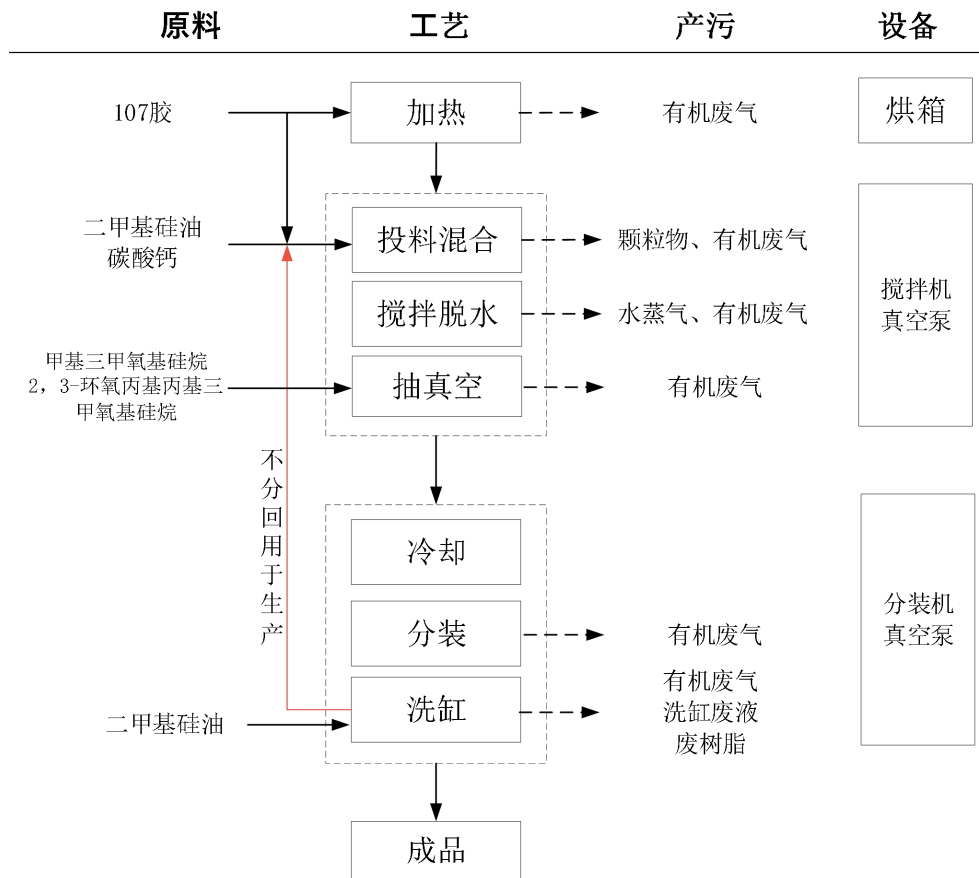 原料 工艺 产污 设备
107胶
加热
有机废气
烘箱
二甲基硅油
碳酸钙
投料混合
颗粒物、有机废气
搅拌脱水
水蒸气、有机废气
搅拌机
真空泵
甲基三甲氧基硅烷
2，3-环氧丙基丙基三
甲氧基硅烷
抽真空
有机废气
不分回用于生产
冷却
分装
有机废气
分装机
真空泵
二甲基硅油
洗缸
有机废气
洗缸废液
废树脂
成品